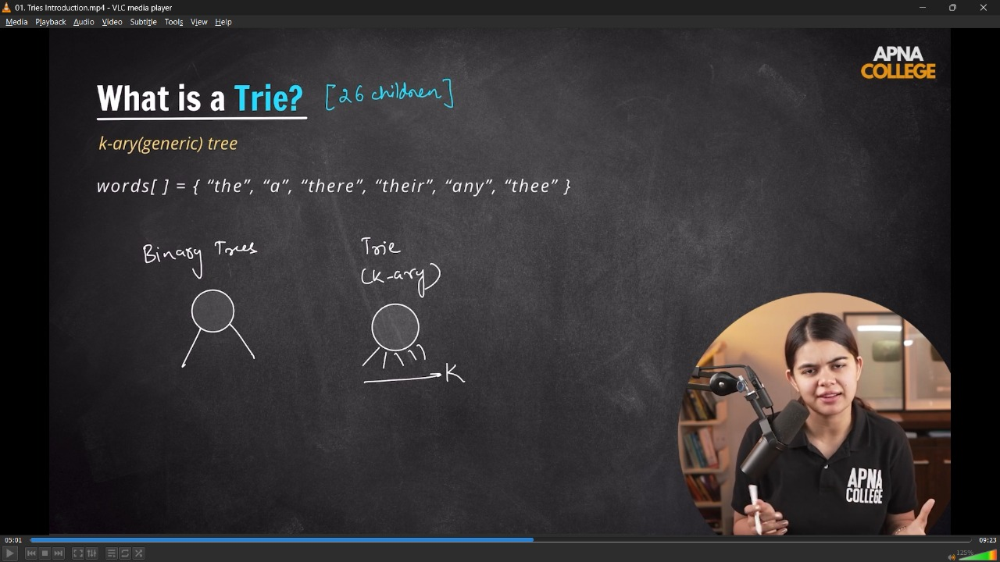 01. Tries Introduction.mp4 - VLC media player
Media Playback Audio Video Subtitle Tools View Help
APNA
COLLEGE
What is a Trie? [26 children]
k-ary(generic) tree
words[ ] = { “the”, “a”, “there”, “their”, “any”, “thee” }
Binary Trees
Trie
(K-ary)
K
APNA
COLLEGE
05:01
09:23
125%